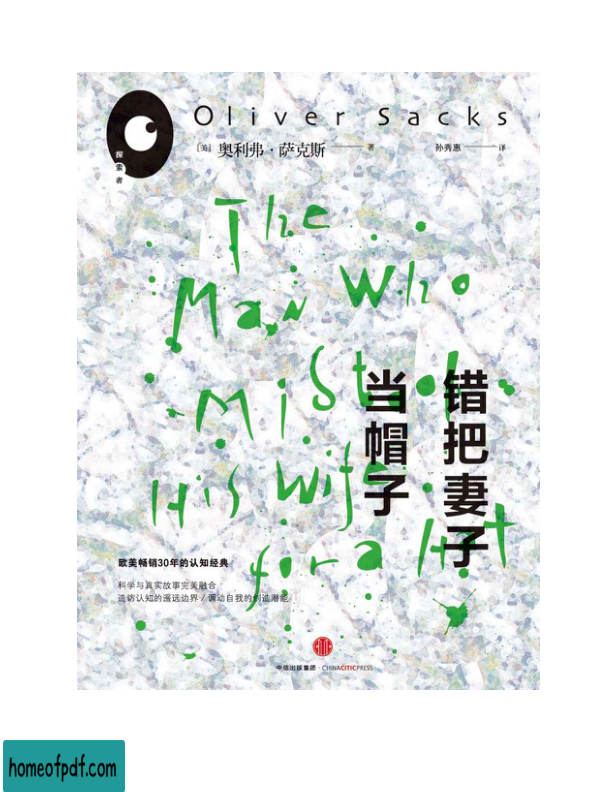 Oliver Sacks
[美] 奥利弗·萨克斯 —— 著 孙秀惠 —— 译
探索者
The
Man Who
Mistook
His Wife
for a Hat
错把妻子
当帽子
欧美畅销30年的认知经典
科学与真实故事完美融合
造访认知的遥远边界 / 调动自我的创造潜能
中信出版集团·CHINACITICPRESS
homeofpdf.com